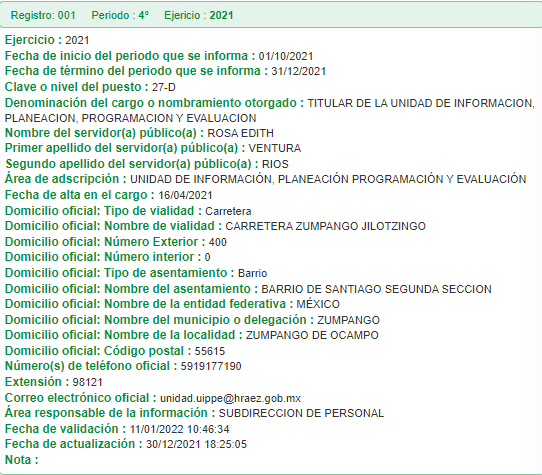 Registro: 001 Periodo : 4º Ejericio : 2021
Ejercicio : 2021
Fecha de inicio del periodo que se informa : 01/10/2021
Fecha de término del periodo que se informa : 31/12/2021
Clave o nivel del puesto : 27-D
Denominación del cargo o nombramiento otorgado : TITULAR DE LA UNIDAD DE INFORMACION,
PLANEACION, PROGRAMACION Y EVALUACION
Nombre del servidor(a) público(a) : ROSA EDITH
Primer apellido del servidor(a) público(a) : VENTURA
Segundo apellido del servidor(a) público(a) : RIOS
Área de adscripción : UNIDAD DE INFORMACIÓN, PLANEACIÓN PROGRAMACIÓN Y EVALUACIÓN
Fecha de alta en el cargo : 16/04/2021
Domicilio oficial: Tipo de vialidad : Carretera
Domicilio oficial: Nombre de vialidad : CARRETERA ZUMPANGO JILOTZINGO
Domicilio oficial: Número Exterior : 400
Domicilio oficial: Número interior : 0
Domicilio oficial: Tipo de asentamiento : Barrio
Domicilio oficial: Nombre del asentamiento : BARRIO DE SANTIAGO SEGUNDA SECCION
Domicilio oficial: Nombre de la entidad federativa : MÉXICO
Domicilio oficial: Nombre del municipio o delegación : ZUMPANGO
Domicilio oficial: Nombre de la localidad : ZUMPANGO DE OCAMPO
Domicilio oficial: Código postal : 55615
Número(s) de teléfono oficial : 5919177190
Extensión : 98121
Correo electrónico oficial : unidad.uippe@hraez.gob.mx
Área responsable de la información : SUBDIRECCION DE PERSONAL
Fecha de validación : 11/01/2022 10:46:34
Fecha de actualización : 30/12/2021 18:25:05
Nota :